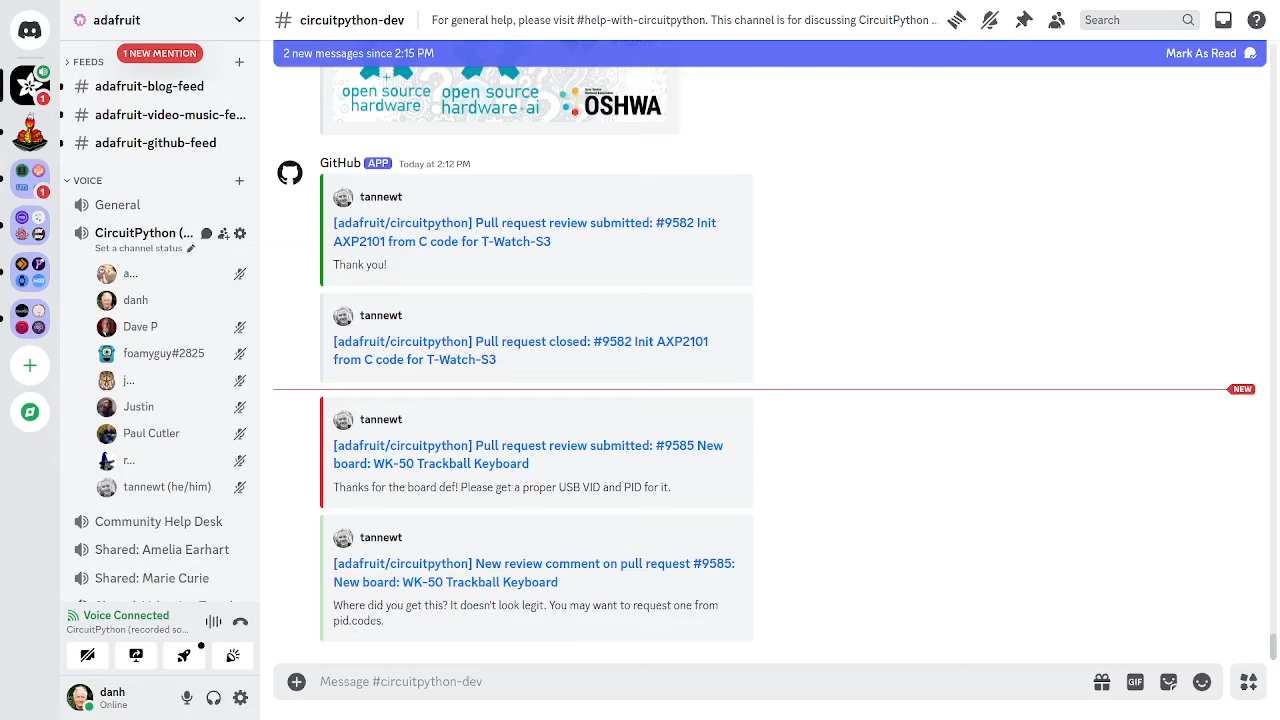 adafruit
# circuitpython-dev
For general help, please visit #help-with-circuitpython. This channel is for discussing CircuitPython ...
Search
1 NEW MENTION
2 new messages since 2:15 PM
Mark As Read
FEEDS
adafruit-blog-feed
adafruit-video-music-fe...
adafruit-github-feed
VOICE
General
CircuitPython (...
Set a channel status
a...
danh
Dave P
foamyguy#2825
j...
Justin
Paul Cutler
r...
tannewt (he/him)
Community Help Desk
Shared: Amelia Earhart
Shared: Marie Curie
Voice Connected
CircuitPython (recorded so...
danh
Online
1
1
open source
hardware
open source
hardware+ai
OSHWA
GitHub APP Today at 2:12 PM
tannewt
[adafruit/circuitpython] Pull request review submitted: #9582 Init
AXP2101 from C code for T-Watch-S3
Thank you!
tannewt
[adafruit/circuitpython] Pull request closed: #9582 Init AXP2101
from C code for T-Watch-S3
NEW
tannewt
[adafruit/circuitpython] Pull request review submitted: #9585 New
board: WK-50 Trackball Keyboard
Thanks for the board def! Please get a proper USB VID and PID for it.
tannewt
[adafruit/circuitpython] New review comment on pull request #9585:
New board: WK-50 Trackball Keyboard
Where did you get this? It doesn't look legit. You may want to request one from
pid.codes.
Message #circuitpython-dev
GIF